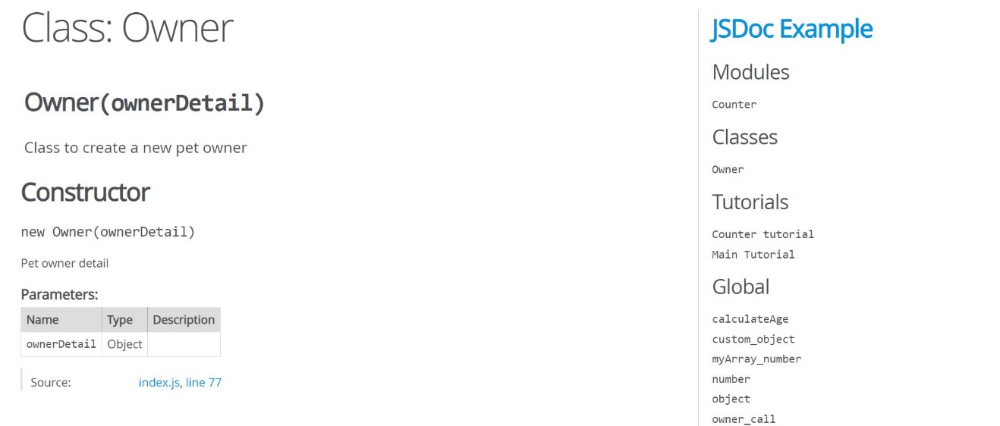 Class: Owner
Owner(ownerDetail)
Class to create a new pet owner
Constructor
new Owner(ownerDetail)
Pet owner detail
Parameters:
Name Type Description
ownerDetail Object
Source: index.js, line 77
JSDoc Example
Modules
Counter
Classes
Owner
Tutorials
Counter tutorial
Main Tutorial
Global
calculateAge
custom_object
myArray_number
number
object
owner_call